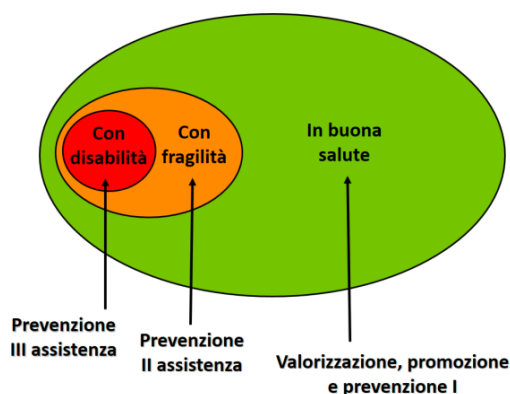 Con
disabilità
Con
fragilità
In buona
salute
Prevenzione
III assistenza
Prevenzione
II assistenza
Valorizzazione, promozione
e prevenzione I